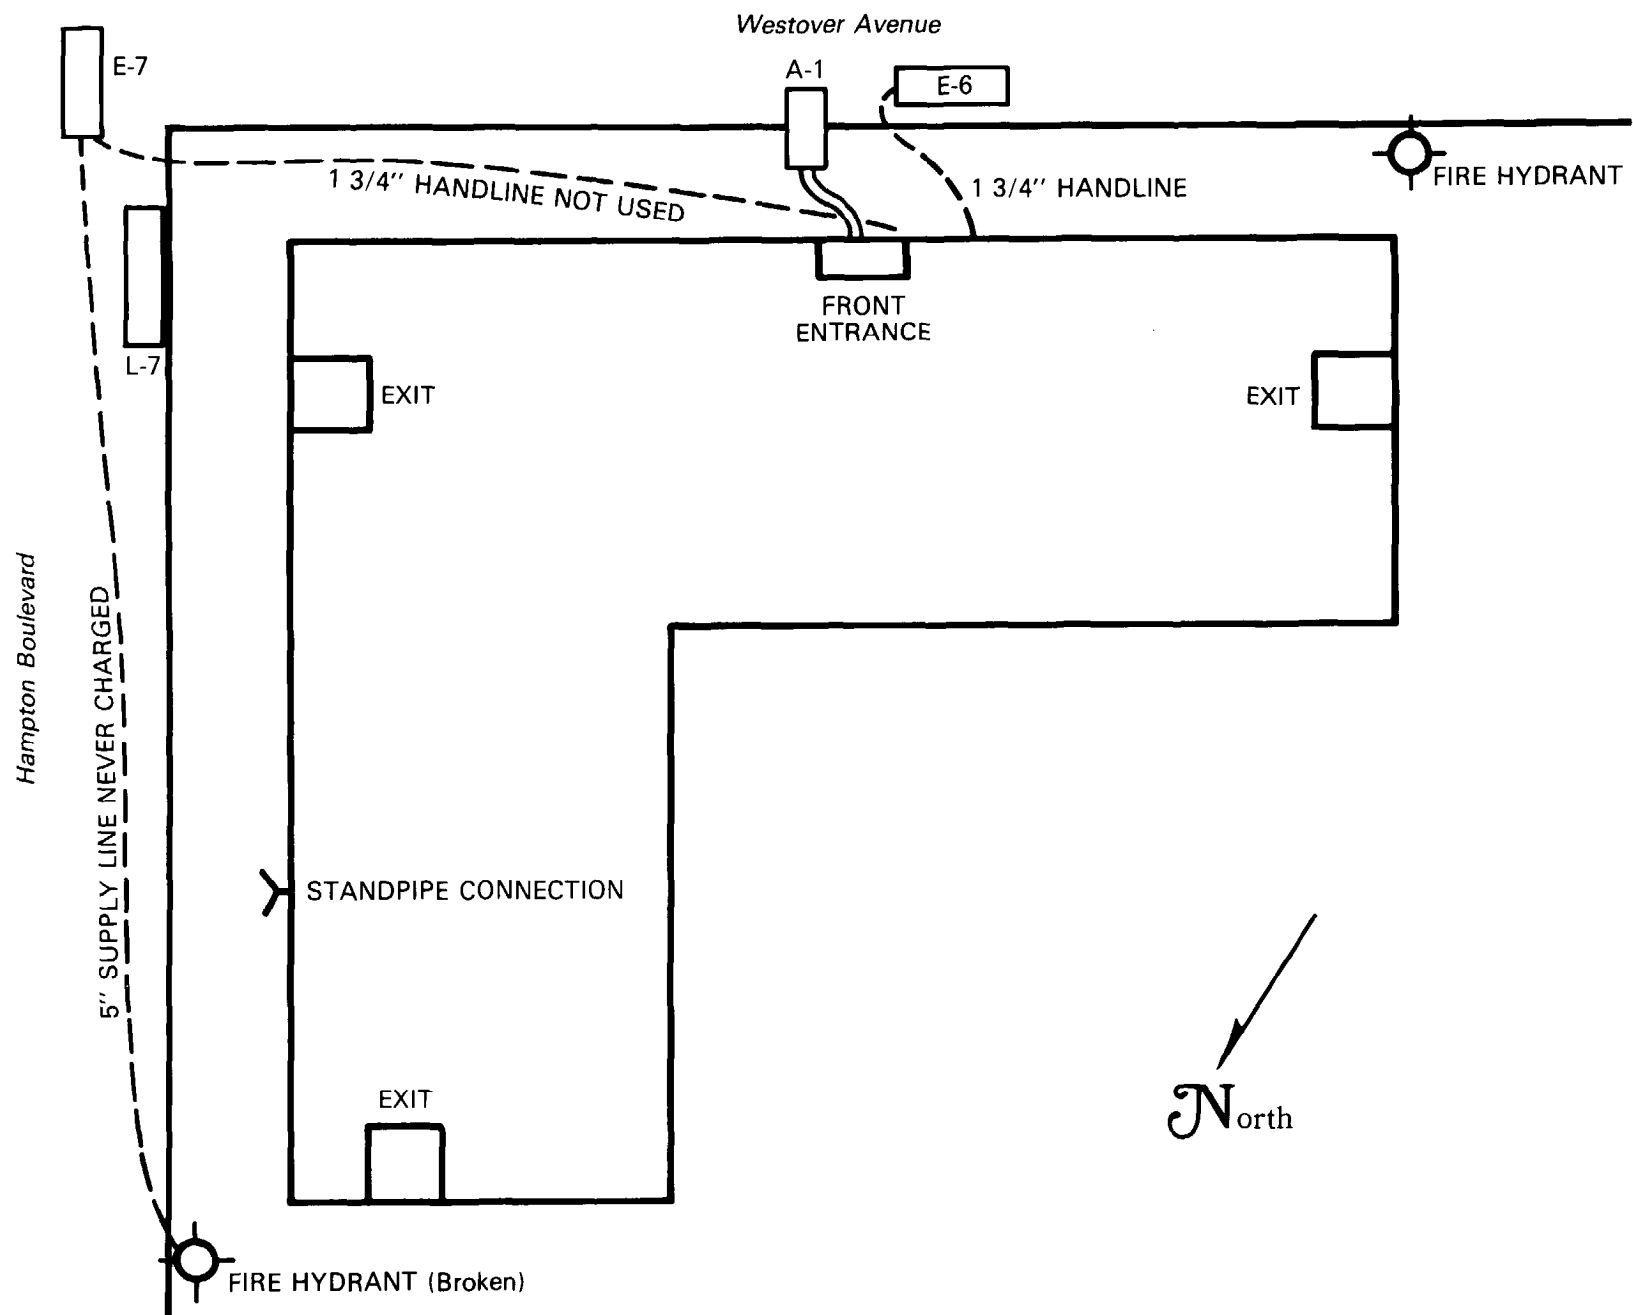 Westover Avenue
E-7
A-1
E-6
FIRE HYDRANT
1 3/4" HANDLINE NOT USED
1 3/4" HANDLINE
FRONT
ENTRANCE
L-7
EXIT
EXIT
Hampton Boulevard
5" SUPPLY LINE NEVER CHARGED
STANDPIPE CONNECTION
EXIT
North
FIRE HYDRANT (Broken)